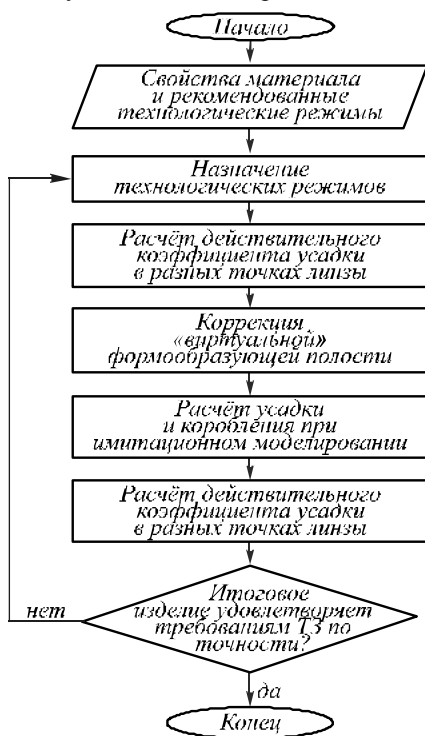 Начало
Свойства материала
и рекомендованные
технологические режимы
Назначение
технологических режимов
Расчёт действительного
коэффициента усадки
в разных точках линзы
Коррекция
«виртуальной»
формообразующей полости
Расчёт усадки
и коробления при
имитационном моделировании
Расчёт действительного
коэффициента усадки
в разных точках линзы
Итоговое
изделие удовлетворяет
требованиям ТЗ по
точности?
нет
да
Конец